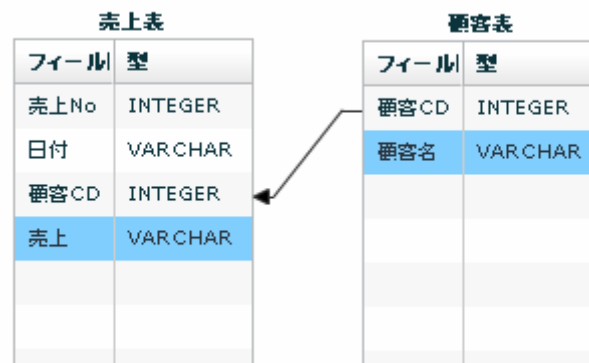 売上表
フィール 型
売上No INTEGER
日付 VARCHAR
顧客CD INTEGER
売上 VARCHAR
顧客表
フィール 型
顧客CD INTEGER
顧客名 VARCHAR